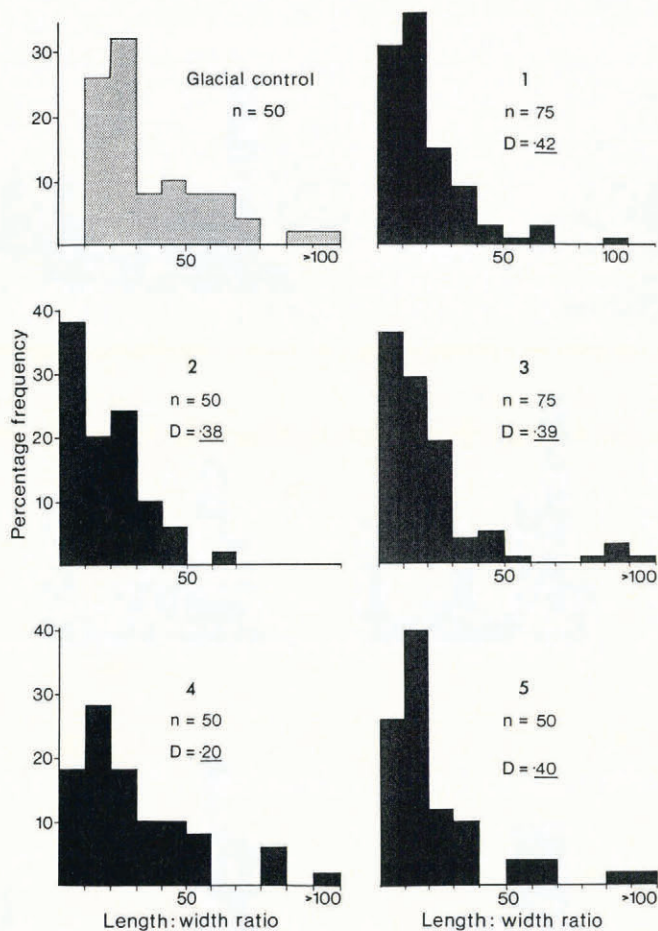 30
20
10
Glacial control
n = 50
50
>100
1
n = 75
D = ·42
50
100
Percentage frequency
40
30
20
10
2
n = 50
D = ·38
50
3
n = 75
D = ·39
50
>100
40
30
20
10
4
n = 50
D = ·20
50
>100
Length: width ratio
5
n = 50
D = ·40
50
>100
Length: width ratio